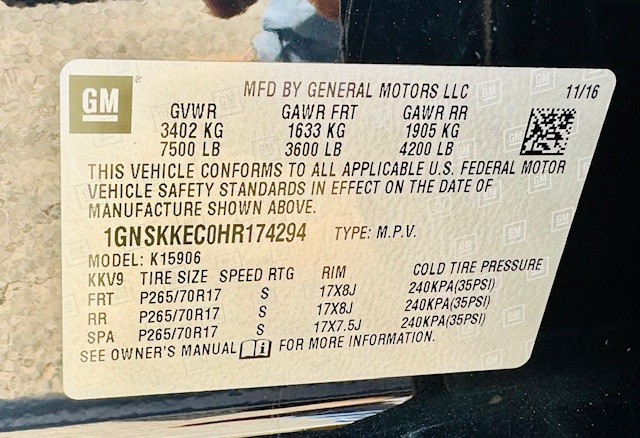 GM
MFD BY GENERAL MOTORS LLC 11/16
GVWR GAWR FRT GAWR RR
3402 KG 1633 KG 1905 KG
7500 LB 3600 LB 4200 LB
THIS VEHICLE CONFORMS TO ALL APPLICABLE U.S. FEDERAL MOTOR
VEHICLE SAFETY STANDARDS IN EFFECT ON THE DATE OF
MANUFACTURE SHOWN ABOVE.
1GNSKKEC0HR174294 TYPE: M.P.V.
MODEL: K15906
KKV9 TIRE SIZE SPEED RTG RIM COLD TIRE PRESSURE
FRT P265/70R17 S 17X8J 240KPA(35PSI)
RR P265/70R17 S 17X8J 240KPA(35PSI)
SPA P265/70R17 S 17X7.5J 240KPA(35PSI)
SEE OWNER'S MANUAL FOR MORE INFORMATION.